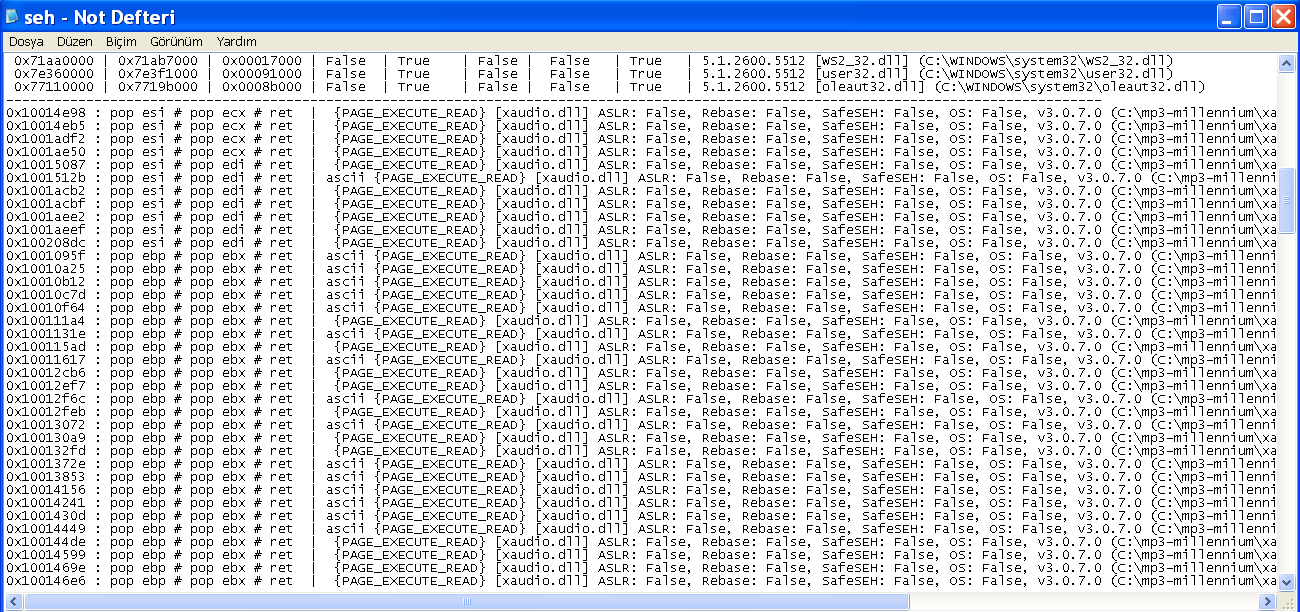 seh - Not Defteri
Dosya Düzen Biçim Görünüm Yardım
0x71aa0000 | 0x71ab7000 | 0x00017000 | False | True | False | False | True | 5.1.2600.5512 [WS2_32.dll] (C:\WINDOWS\system32\WS2_32.dll)
0x7e360000 | 0x7e3f1000 | 0x00091000 | False | True | False | False | True | 5.1.2600.5512 [user32.dll] (C:\WINDOWS\system32\user32.dll)
0x77110000 | 0x7719b000 | 0x0008b000 | False | True | False | False | True | 5.1.2600.5512 [oleaut32.dll] (C:\WINDOWS\system32\oleaut32.dll)
0x10014e98 : pop esi # pop ecx # ret | {PAGE_EXECUTE_READ} [xaudio.dll] ASLR: False, Rebase: False, SafeSEH: False, OS: False, v3.0.7.0 (C:\mp3-millennium\xa
0x10014eb5 : pop esi # pop ecx # ret | {PAGE_EXECUTE_READ} [xaudio.dll] ASLR: False, Rebase: False, SafeSEH: False, OS: False, v3.0.7.0 (C:\mp3-millennium\xa
0x1001adf2 : pop esi # pop ecx # ret | {PAGE_EXECUTE_READ} [xaudio.dll] ASLR: False, Rebase: False, SafeSEH: False, OS: False, v3.0.7.0 (C:\mp3-millennium\xa
0x1001ae50 : pop esi # pop ecx # ret | {PAGE_EXECUTE_READ} [xaudio.dll] ASLR: False, Rebase: False, SafeSEH: False, OS: False, v3.0.7.0 (C:\mp3-millennium\xa
0x10015087 : pop esi # pop edi # ret | {PAGE_EXECUTE_READ} [xaudio.dll] ASLR: False, Rebase: False, SafeSEH: False, OS: False, v3.0.7.0 (C:\mp3-millennium\xa
0x1001512b : pop esi # pop edi # ret | ascii {PAGE_EXECUTE_READ} [xaudio.dll] ASLR: False, Rebase: False, SafeSEH: False, OS: False, v3.0.7.0 (C:\mp3-millenni
0x1001acb2 : pop esi # pop edi # ret | {PAGE_EXECUTE_READ} [xaudio.dll] ASLR: False, Rebase: False, SafeSEH: False, OS: False, v3.0.7.0 (C:\mp3-millennium\xa
0x1001acbf : pop esi # pop edi # ret | {PAGE_EXECUTE_READ} [xaudio.dll] ASLR: False, Rebase: False, SafeSEH: False, OS: False, v3.0.7.0 (C:\mp3-millennium\xa
0x1001aee2 : pop esi # pop edi # ret | {PAGE_EXECUTE_READ} [xaudio.dll] ASLR: False, Rebase: False, SafeSEH: False, OS: False, v3.0.7.0 (C:\mp3-millennium\xa
0x1001aeef : pop esi # pop edi # ret | {PAGE_EXECUTE_READ} [xaudio.dll] ASLR: False, Rebase: False, SafeSEH: False, OS: False, v3.0.7.0 (C:\mp3-millennium\xa
0x100208dc : pop esi # pop edi # ret | {PAGE_EXECUTE_READ} [xaudio.dll] ASLR: False, Rebase: False, SafeSEH: False, OS: False, v3.0.7.0 (C:\mp3-millennium\xa
0x1001095f : pop ebp # pop ebx # ret | ascii {PAGE_EXECUTE_READ} [xaudio.dll] ASLR: False, Rebase: False, SafeSEH: False, OS: False, v3.0.7.0 (C:\mp3-millenni
0x10010a25 : pop ebp # pop ebx # ret | ascii {PAGE_EXECUTE_READ} [xaudio.dll] ASLR: False, Rebase: False, SafeSEH: False, OS: False, v3.0.7.0 (C:\mp3-millenni
0x10010b12 : pop ebp # pop ebx # ret | ascii {PAGE_EXECUTE_READ} [xaudio.dll] ASLR: False, Rebase: False, SafeSEH: False, OS: False, v3.0.7.0 (C:\mp3-millenni
0x10010c7d : pop ebp # pop ebx # ret | ascii {PAGE_EXECUTE_READ} [xaudio.dll] ASLR: False, Rebase: False, SafeSEH: False, OS: False, v3.0.7.0 (C:\mp3-millenni
0x10010f64 : pop ebp # pop ebx # ret | ascii {PAGE_EXECUTE_READ} [xaudio.dll] ASLR: False, Rebase: False, SafeSEH: False, OS: False, v3.0.7.0 (C:\mp3-millenni
0x100111a4 : pop ebp # pop ebx # ret | {PAGE_EXECUTE_READ} [xaudio.dll] ASLR: False, Rebase: False, SafeSEH: False, OS: False, v3.0.7.0 (C:\mp3-millennium\xa
0x1001131e : pop ebp # pop ebx # ret | ascii {PAGE_EXECUTE_READ} [xaudio.dll] ASLR: False, Rebase: False, SafeSEH: False, OS: False, v3.0.7.0 (C:\mp3-millenni
0x100115ad : pop ebp # pop ebx # ret | {PAGE_EXECUTE_READ} [xaudio.dll] ASLR: False, Rebase: False, SafeSEH: False, OS: False, v3.0.7.0 (C:\mp3-millennium\xa
0x10011617 : pop ebp # pop ebx # ret | ascii {PAGE_EXECUTE_READ} [xaudio.dll] ASLR: False, Rebase: False, SafeSEH: False, OS: False, v3.0.7.0 (C:\mp3-millenni
0x10012cb6 : pop ebp # pop ebx # ret | {PAGE_EXECUTE_READ} [xaudio.dll] ASLR: False, Rebase: False, SafeSEH: False, OS: False, v3.0.7.0 (C:\mp3-millennium\xa
0x10012ef7 : pop ebp # pop ebx # ret | {PAGE_EXECUTE_READ} [xaudio.dll] ASLR: False, Rebase: False, SafeSEH: False, OS: False, v3.0.7.0 (C:\mp3-millennium\xa
0x10012f6c : pop ebp # pop ebx # ret | ascii {PAGE_EXECUTE_READ} [xaudio.dll] ASLR: False, Rebase: False, SafeSEH: False, OS: False, v3.0.7.0 (C:\mp3-millenni
0x10012feb : pop ebp # pop ebx # ret | {PAGE_EXECUTE_READ} [xaudio.dll] ASLR: False, Rebase: False, SafeSEH: False, OS: False, v3.0.7.0 (C:\mp3-millennium\xa
0x10013072 : pop ebp # pop ebx # ret | ascii {PAGE_EXECUTE_READ} [xaudio.dll] ASLR: False, Rebase: False, SafeSEH: False, OS: False, v3.0.7.0 (C:\mp3-millenni
0x100130a9 : pop ebp # pop ebx # ret | {PAGE_EXECUTE_READ} [xaudio.dll] ASLR: False, Rebase: False, SafeSEH: False, OS: False, v3.0.7.0 (C:\mp3-millennium\xa
0x100132fd : pop ebp # pop ebx # ret | {PAGE_EXECUTE_READ} [xaudio.dll] ASLR: False, Rebase: False, SafeSEH: False, OS: False, v3.0.7.0 (C:\mp3-millennium\xa
0x1001372e : pop ebp # pop ebx # ret | ascii {PAGE_EXECUTE_READ} [xaudio.dll] ASLR: False, Rebase: False, SafeSEH: False, OS: False, v3.0.7.0 (C:\mp3-millenni
0x10013853 : pop ebp # pop ebx # ret | ascii {PAGE_EXECUTE_READ} [xaudio.dll] ASLR: False, Rebase: False, SafeSEH: False, OS: False, v3.0.7.0 (C:\mp3-millenni
0x10014156 : pop ebp # pop ebx # ret | ascii {PAGE_EXECUTE_READ} [xaudio.dll] ASLR: False, Rebase: False, SafeSEH: False, OS: False, v3.0.7.0 (C:\mp3-millenni
0x10014241 : pop ebp # pop ebx # ret | ascii {PAGE_EXECUTE_READ} [xaudio.dll] ASLR: False, Rebase: False, SafeSEH: False, OS: False, v3.0.7.0 (C:\mp3-millenni
0x1001430d : pop ebp # pop ebx # ret | ascii {PAGE_EXECUTE_READ} [xaudio.dll] ASLR: False, Rebase: False, SafeSEH: False, OS: False, v3.0.7.0 (C:\mp3-millenni
0x10014449 : pop ebp # pop ebx # ret | ascii {PAGE_EXECUTE_READ} [xaudio.dll] ASLR: False, Rebase: False, SafeSEH: False, OS: False, v3.0.7.0 (C:\mp3-millenni
0x100144de : pop ebp # pop ebx # ret | {PAGE_EXECUTE_READ} [xaudio.dll] ASLR: False, Rebase: False, SafeSEH: False, OS: False, v3.0.7.0 (C:\mp3-millennium\xa
0x10014599 : pop ebp # pop ebx # ret | {PAGE_EXECUTE_READ} [xaudio.dll] ASLR: False, Rebase: False, SafeSEH: False, OS: False, v3.0.7.0 (C:\mp3-millennium\xa
0x1001469e : pop ebp # pop ebx # ret | {PAGE_EXECUTE_READ} [xaudio.dll] ASLR: False, Rebase: False, SafeSEH: False, OS: False, v3.0.7.0 (C:\mp3-millennium\xa
0x100146e6 : pop ebp # pop ebx # ret | {PAGE_EXECUTE_READ} [xaudio.dll] ASLR: False, Rebase: False, SafeSEH: False, OS: False, v3.0.7.0 (C:\mp3-millennium\xa